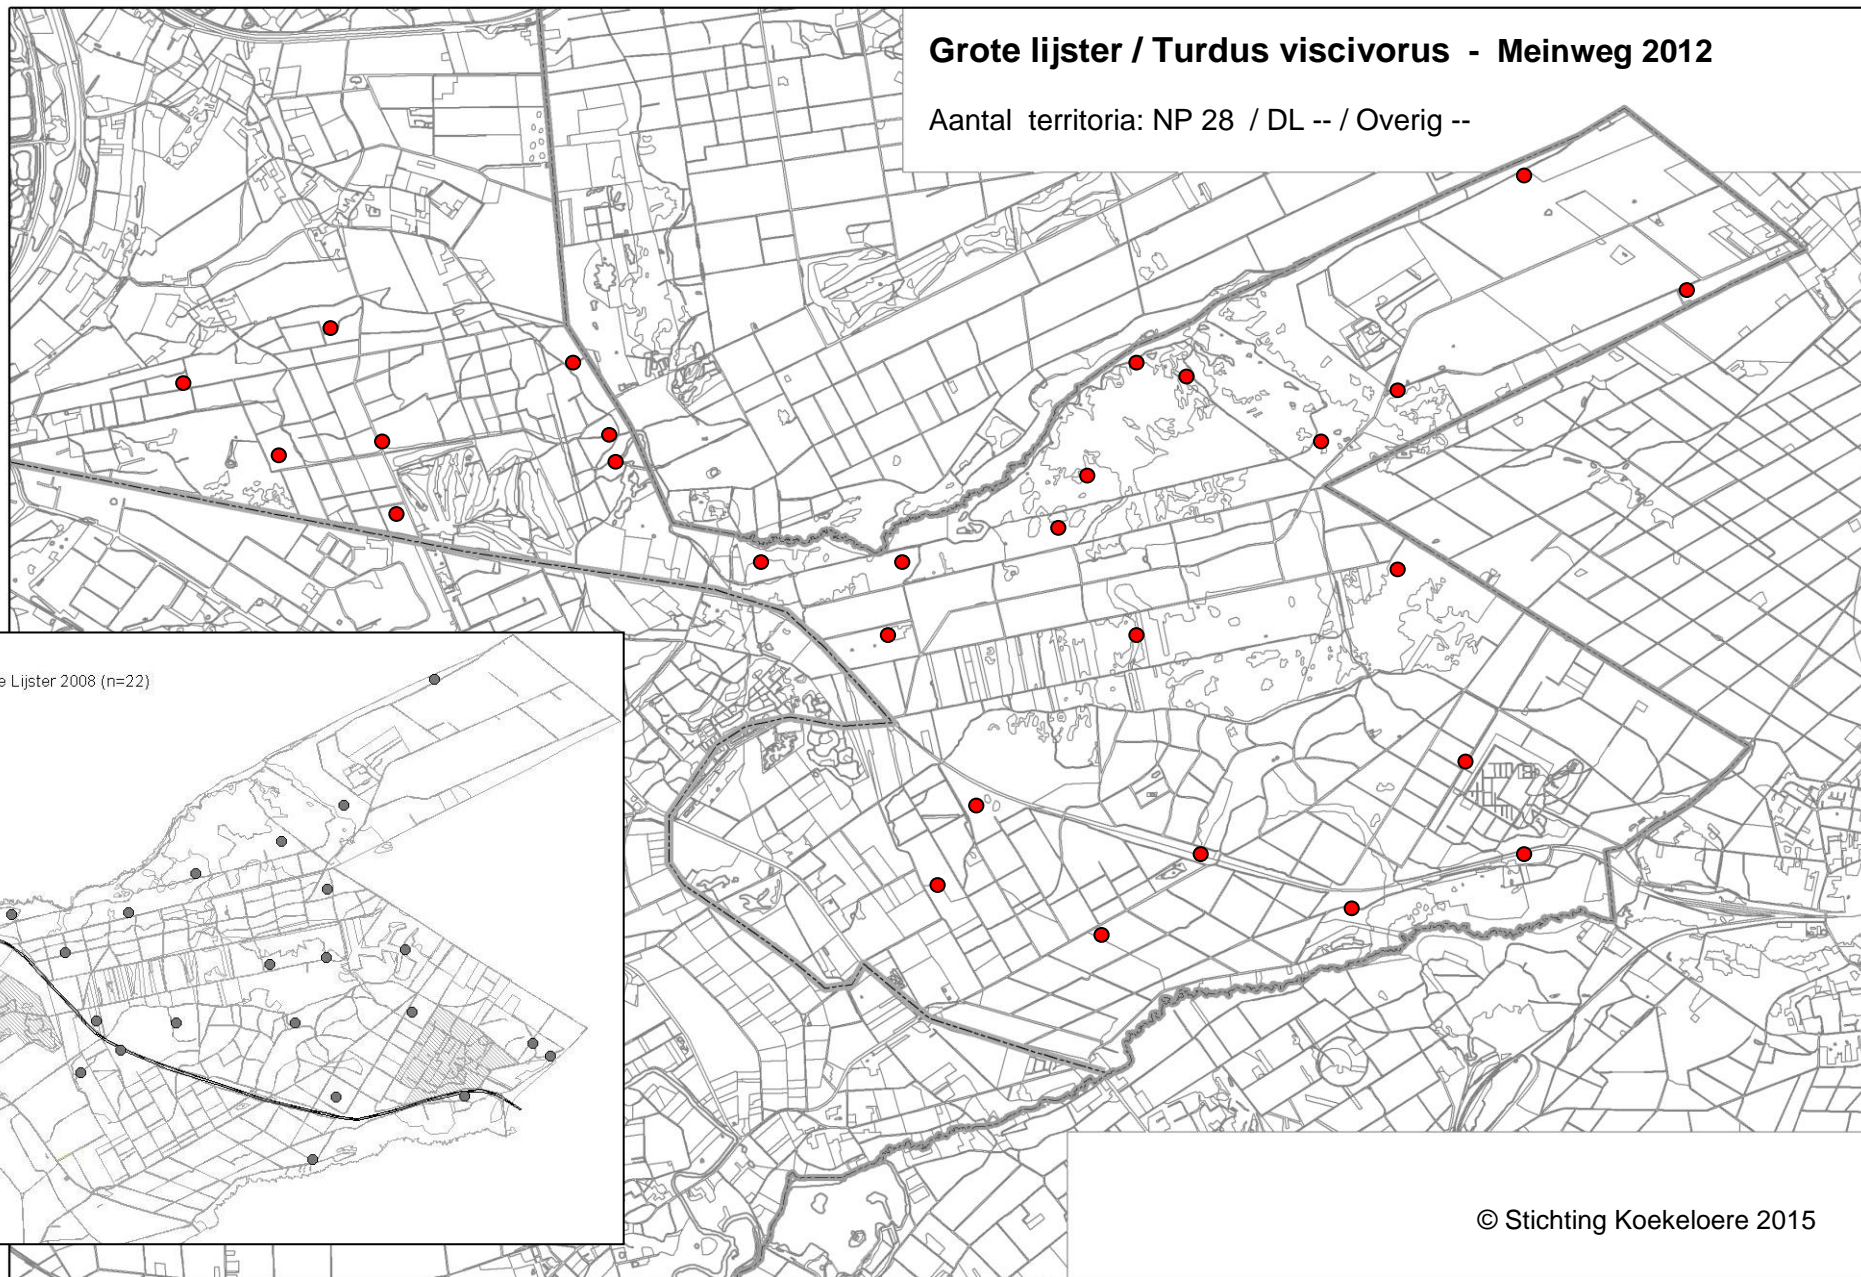 Grote lijster / Turdus viscivorus - Meinweg 2012
Aantal territoria: NP 28 / DL -- / Overig --
e Lijster 2008 (n=22)
© Stichting Koekeloere 2015